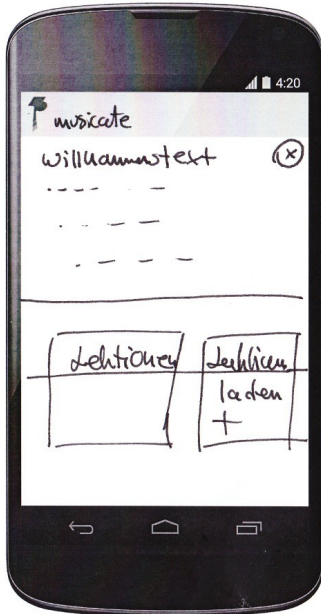 4:20
musicate
Willkommenstext
Lektionen
Lektionen
laden
+